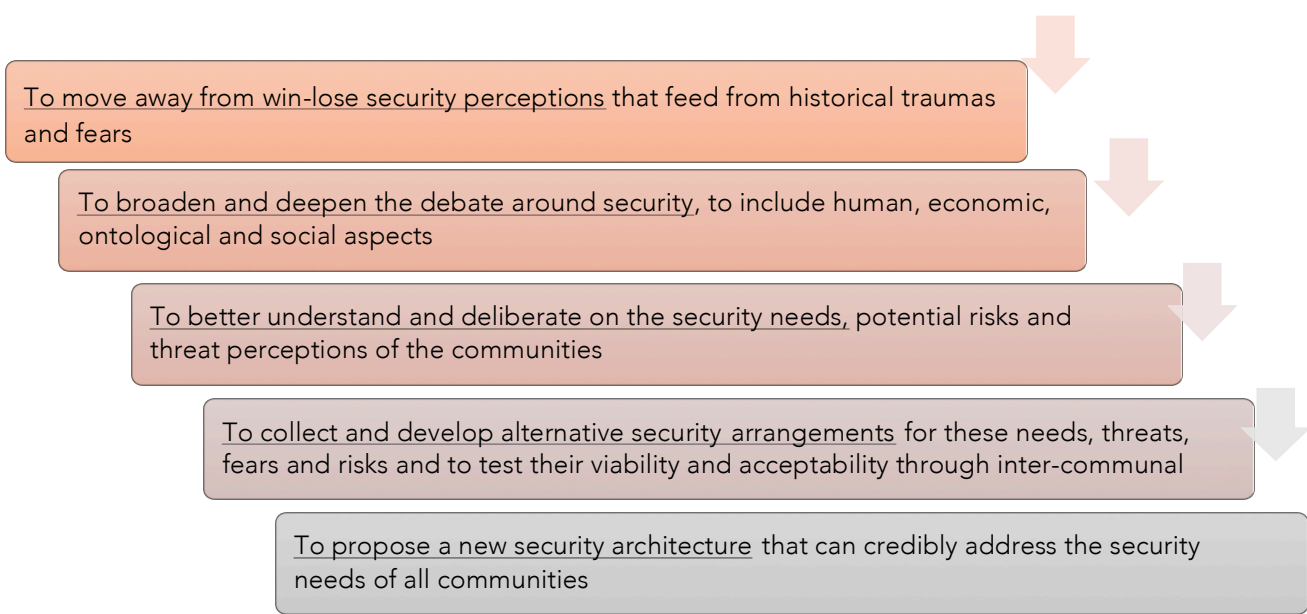 To move away from win-lose security perceptions that feed from historical traumas
and fears
To broaden and deepen the debate around security, to include human, economic,
ontological and social aspects
To better understand and deliberate on the security needs, potential risks and
threat perceptions of the communities
To collect and develop alternative security arrangements for these needs, threats,
fears and risks and to test their viability and acceptability through inter-communal
To propose a new security architecture that can credibly address the security
needs of all communities